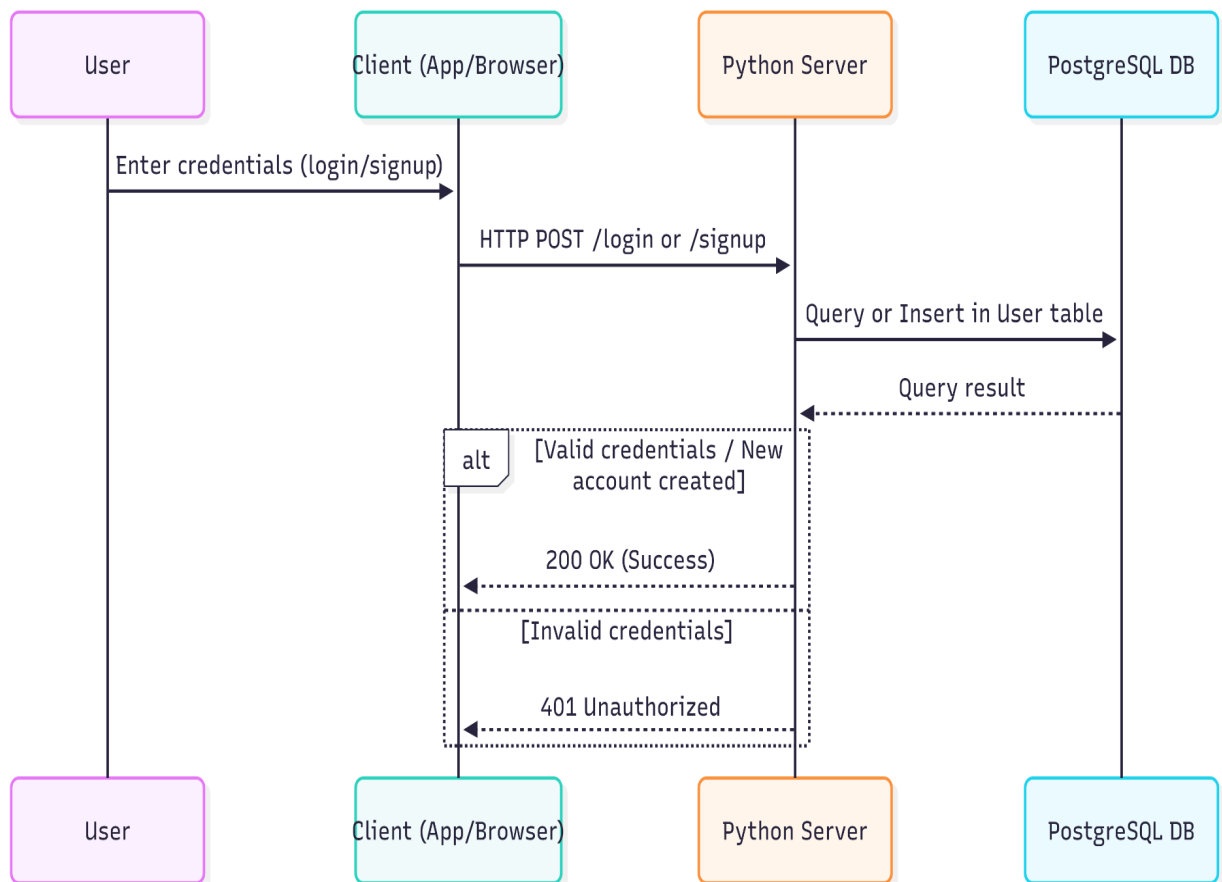 User
Client (App/Browser)
Python Server
PostgreSQL DB
Enter credentials (login/signup)
HTTP POST /login or /signup
Query or Insert in User table
Query result
alt
[Valid credentials / New
account created]
200 OK (Success)
[Invalid credentials]
401 Unauthorized
User
Client (App/Browser)
Python Server
PostgreSQL DB